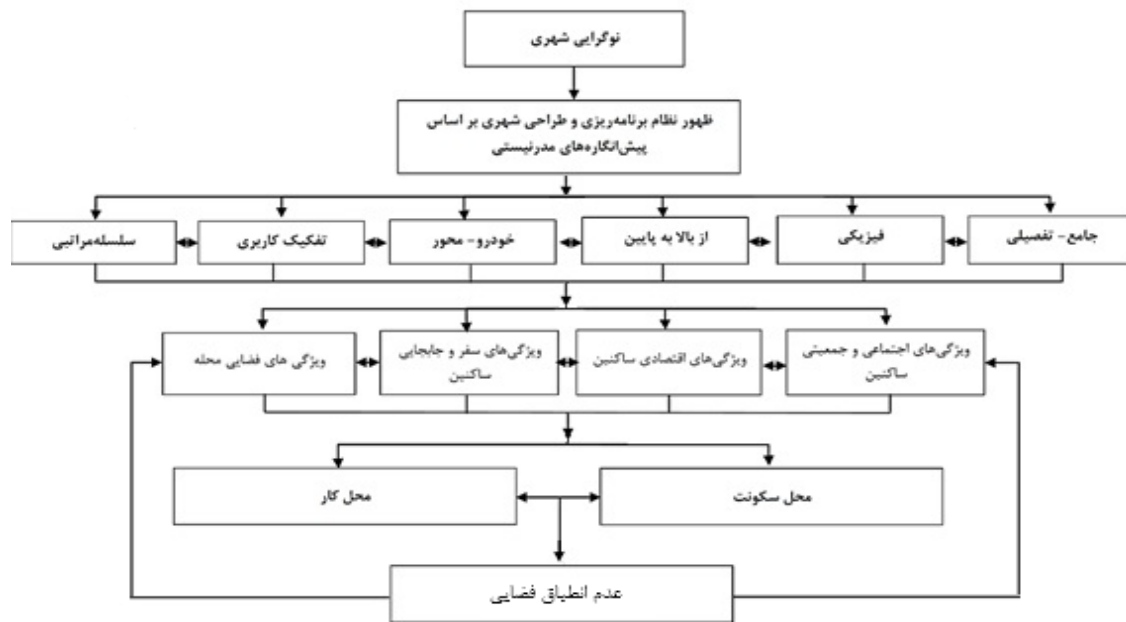 نوگرایی شهری
ظهور نظام برنامه‌ریزی و طراحی شهری بر اساس
پیش‌انگاره‌های مدرنیستی
جامع- تفصیلی
فیزیکی
از بالا به پایین
خودرو- محور
تفکیک کاربری
سلسله‌مراتبی
ویژگی‌های اجتماعی و جمعیتی
ساکنین
ویژگی‌های اقتصادی ساکنین
ویژگی‌های سفر و جابجایی
ساکنین
ویژگی های فضایی محله
محل سکونت
محل کار
عدم انطباق فضایی